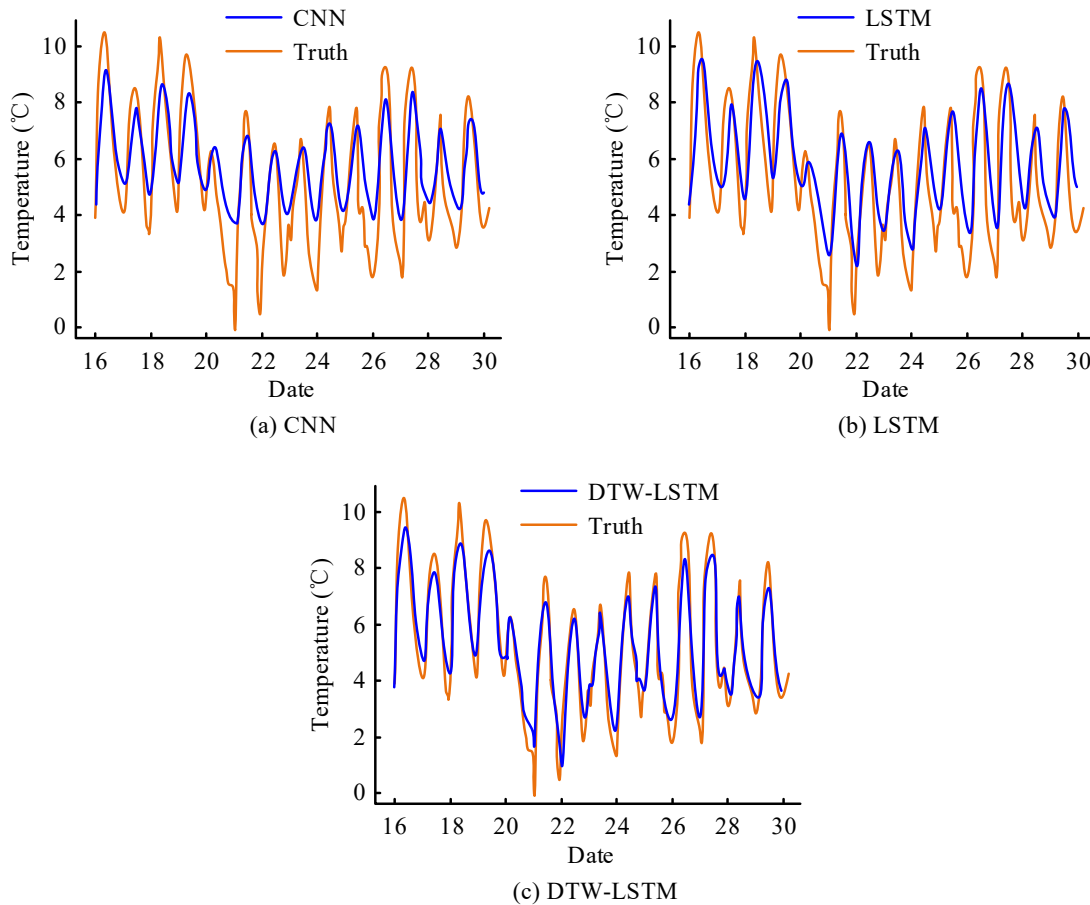 CNN
Truth
Temperature (℃)
10
8
6
4
2
0
16 18 20 22 24 26 28 30
Date
(a) CNN
LSTM
Truth
Temperature (℃)
10
8
6
4
2
0
16 18 20 22 24 26 28 30
Date
(b) LSTM
DTW-LSTM
Truth
Temperature (℃)
10
8
6
4
2
0
16 18 20 22 24 26 28 30
Date
(c) DTW-LSTM